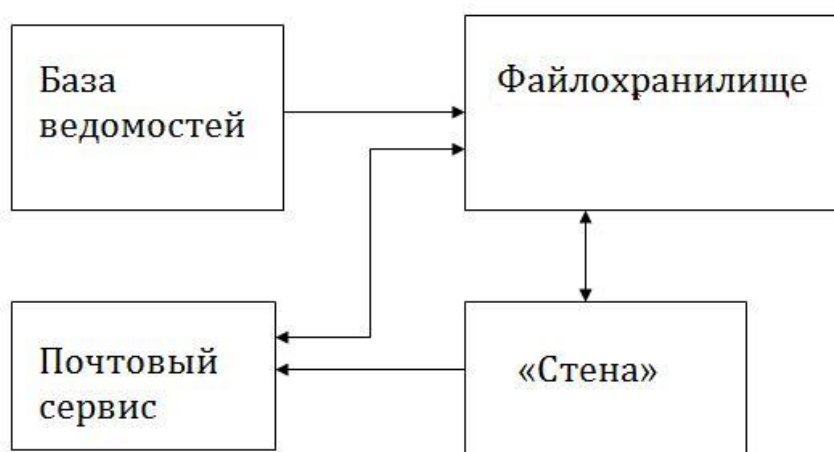 База
ведомостей
Файлохранилище
Почтовый
сервис
«Стена»